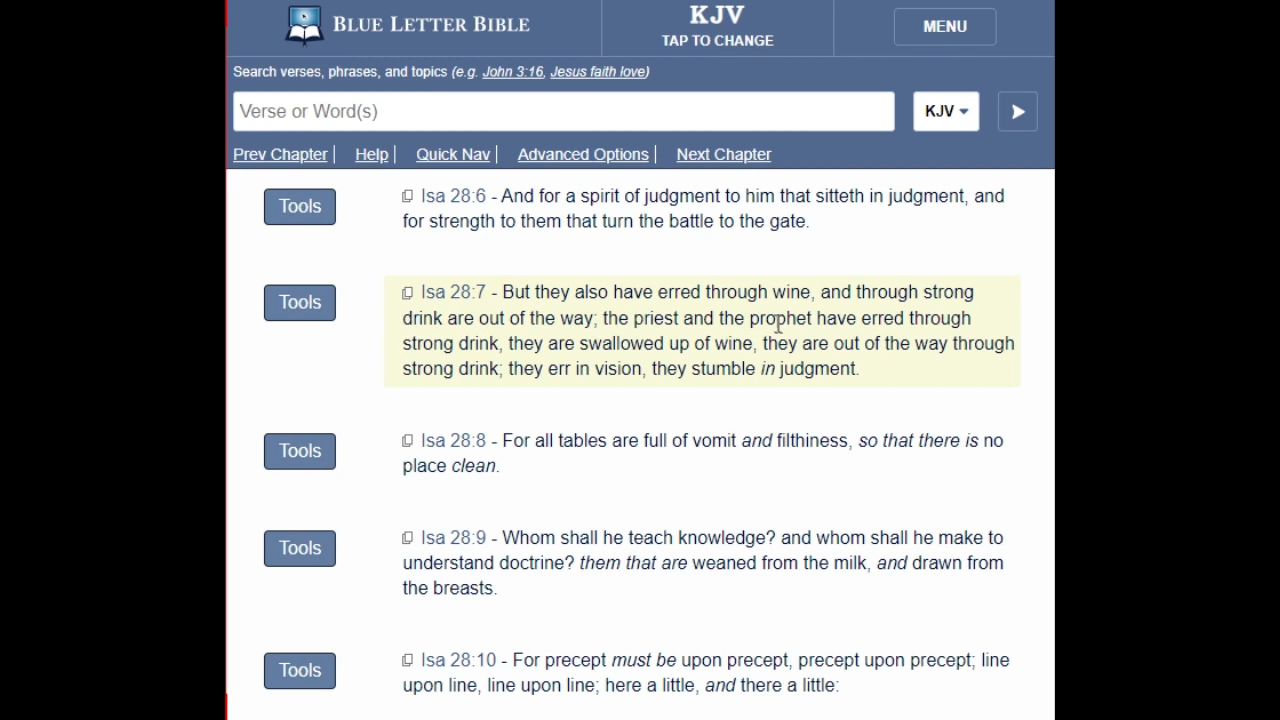 BLUE LETTER BIBLE
KJV
TAP TO CHANGE
MENU
Search verses, phrases, and topics (e.g. John 3:16, Jesus faith love)
Verse or Word(s)
KJV
Prev Chapter
Help
Quick Nav
Advanced Options
Next Chapter
Tools
Isa 28:6 - And for a spirit of judgment to him that sitteth in judgment, and
for strength to them that turn the battle to the gate.
Tools
Isa 28:7 - But they also have erred through wine, and through strong
drink are out of the way; the priest and the prophet have erred through
strong drink, they are swallowed up of wine, they are out of the way through
strong drink; they err in vision, they stumble in judgment.
Tools
Isa 28:8 - For all tables are full of vomit and filthiness, so that there is no
place clean.
Tools
Isa 28:9 - Whom shall he teach knowledge? and whom shall he make to
understand doctrine? them that are weaned from the milk, and drawn from
the breasts.
Tools
Isa 28:10 - For precept must be upon precept, precept upon precept; line
upon line, line upon line; here a little, and there a little: